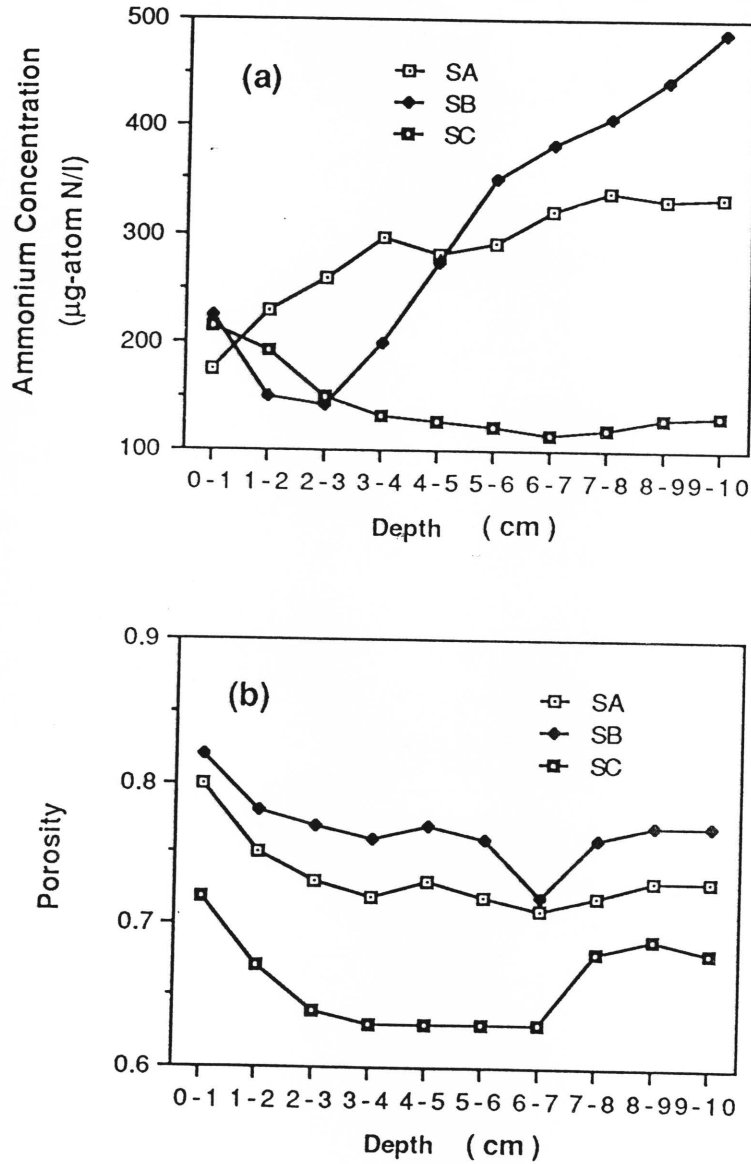 500
400
300
200
100
Ammonium Concentration
(μg-atom N/l)
(a)
SA
SB
SC
0-1 1-2 2-3 3-4 4-5 5-6 6-7 7-8 8-99-10
Depth (cm)
0.9
0.8
0.7
0.6
Porosity
(b)
SA
SB
SC
0-1 1-2 2-3 3-4 4-5 5-6 6-7 7-8 8-99-10
Depth (cm)